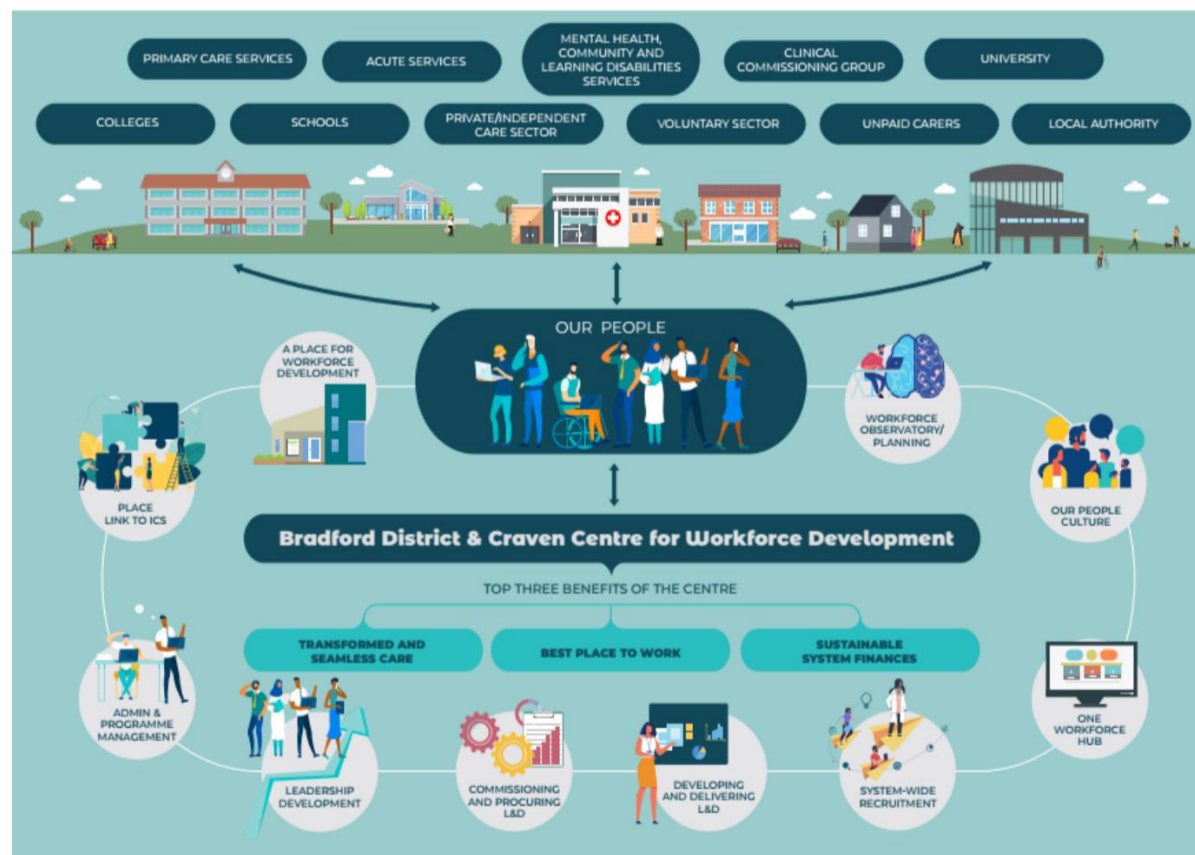 PRIMARY CARE SERVICES
ACUTE SERVICES
MENTAL HEALTH,
COMMUNITY AND
LEARNING DISABILITIES
SERVICES
CLINICAL
COMMISSIONING GROUP
UNIVERSITY
COLLEGES
SCHOOLS
PRIVATE/INDEPENDENT
CARE SECTOR
VOLUNTARY SECTOR
UNPAID CARERS
LOCAL AUTHORITY
OUR PEOPLE
A PLACE FOR
WORKFORCE
DEVELOPMENT
WORKFORCE
OBSERVATORY/
PLANNING
PLACE
LINK TO ICS
OUR PEOPLE
CULTURE
Bradford District & Craven Centre for Workforce Development
TOP THREE BENEFITS OF THE CENTRE
TRANSFORMED AND
SEAMLESS CARE
BEST PLACE TO WORK
SUSTAINABLE
SYSTEM FINANCES
ADMIN &
PROGRAMME
MANAGEMENT
ONE
WORKFORCE
HUB
LEADERSHIP
DEVELOPMENT
COMMISSIONING
AND PROCURING
L&D
DEVELOPING
AND DELIVERING
L&D
SYSTEM-WIDE
RECRUITMENT